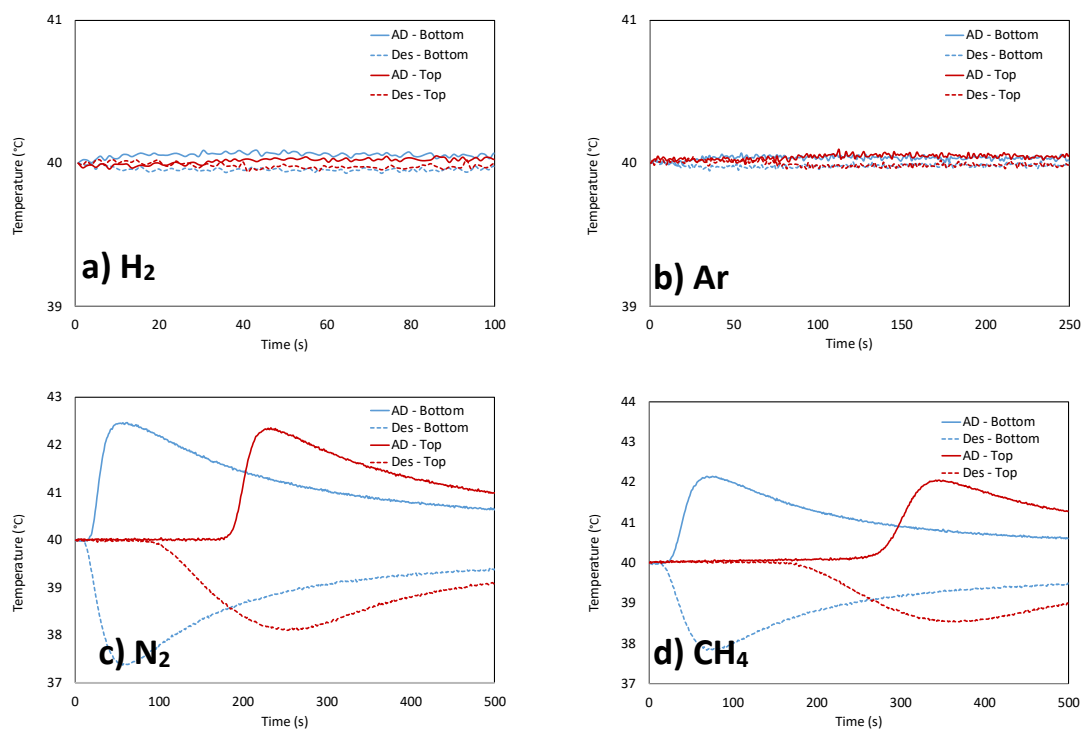 41
40
39
Temperature (°C)
AD - Bottom
Des - Bottom
AD - Top
Des - Top
a) H₂
0 20 40 60 80 100
Time (s)
41
40
39
Temperature (°C)
AD - Bottom
Des - Bottom
AD - Top
Des - Top
b) Ar
0 50 100 150 200 250
Time (s)
43
42
41
40
39
38
37
Temperature (°C)
AD - Bottom
Des - Bottom
AD - Top
Des - Top
c) N₂
0 100 200 300 400 500
Time (s)
44
43
42
41
40
39
38
37
Temperature (°C)
AD - Bottom
Des - Bottom
AD - Top
Des - Top
d) CH₄
0 100 200 300 400 500
Time (s)